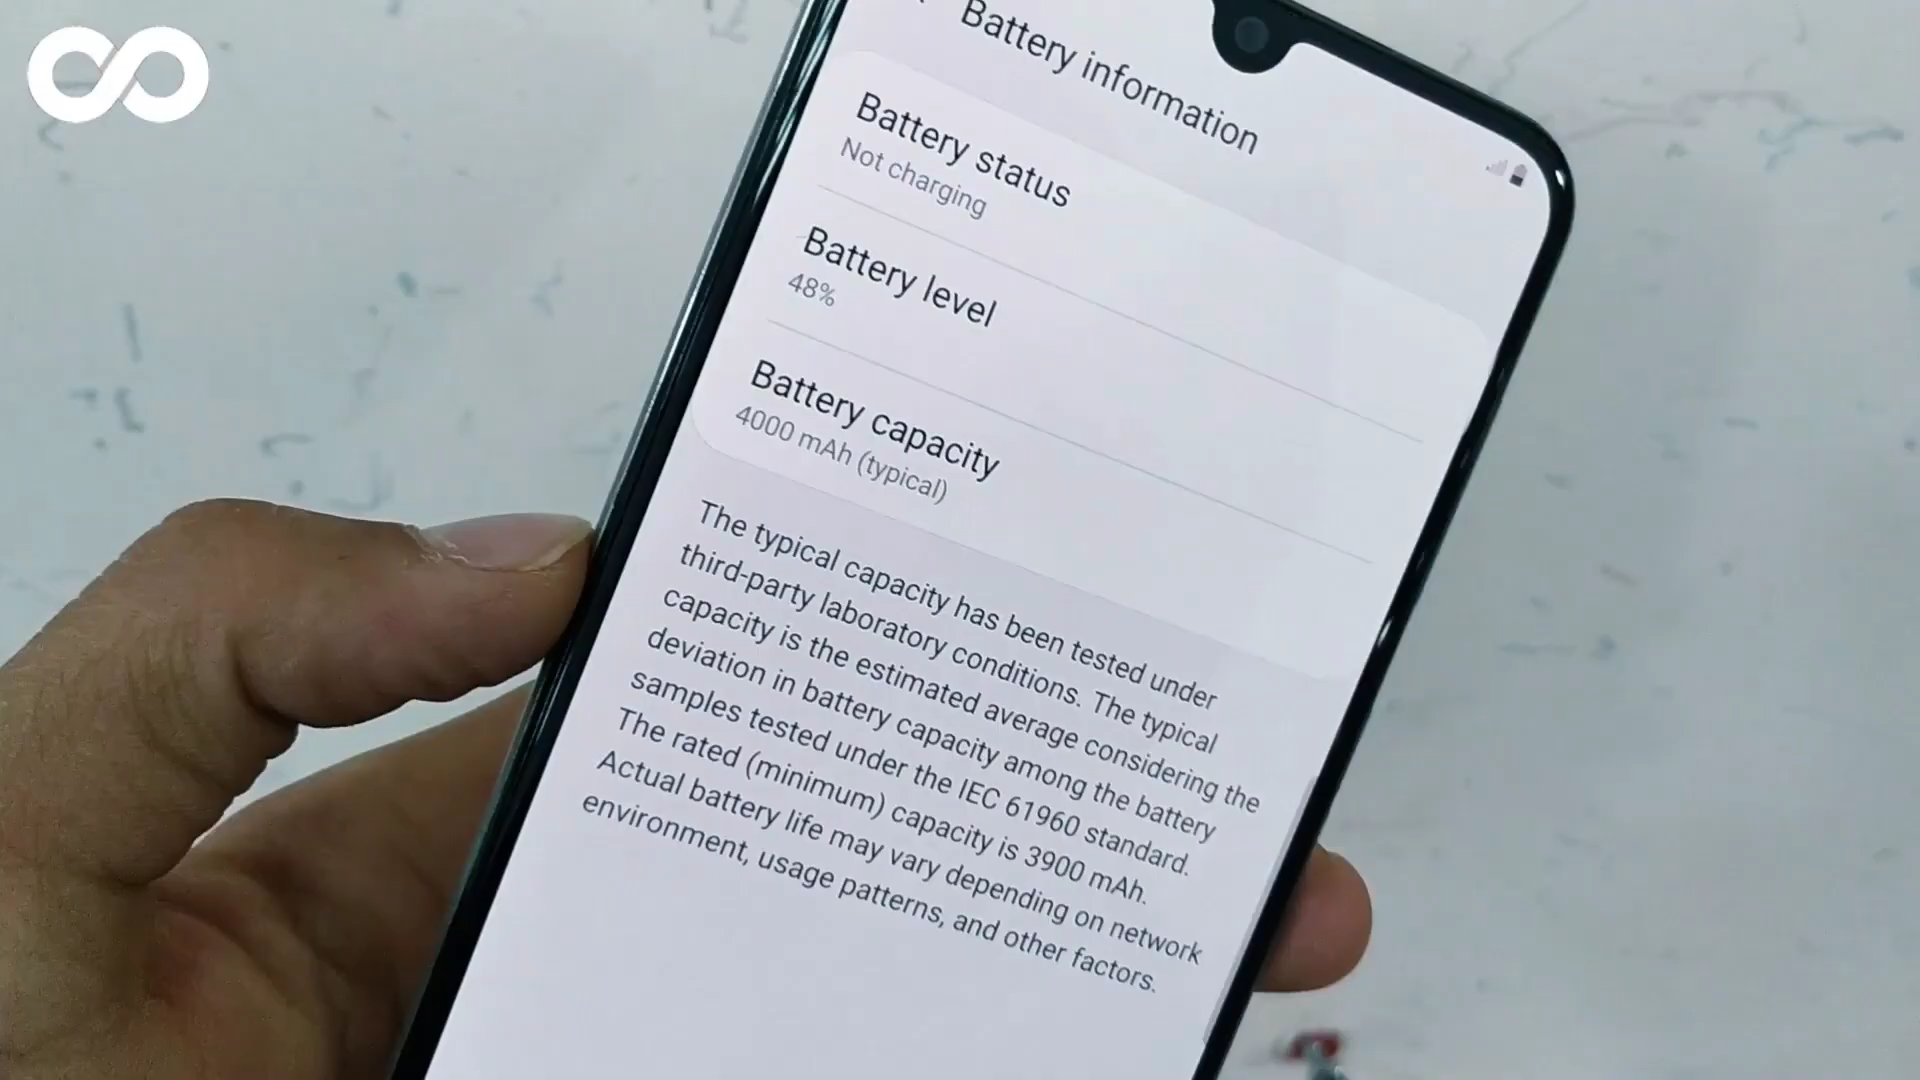 Battery information
Battery status
Not charging
Battery level
48%
Battery capacity
4000 mAh (typical)
The typical capacity has been tested under
third-party laboratory conditions. The typical
capacity is the estimated average considering the
deviation in battery capacity among the battery
samples tested under the IEC 61960 standard.
The rated (minimum) capacity is 3900 mAh.
Actual battery life may vary depending on network
environment, usage patterns, and other factors.